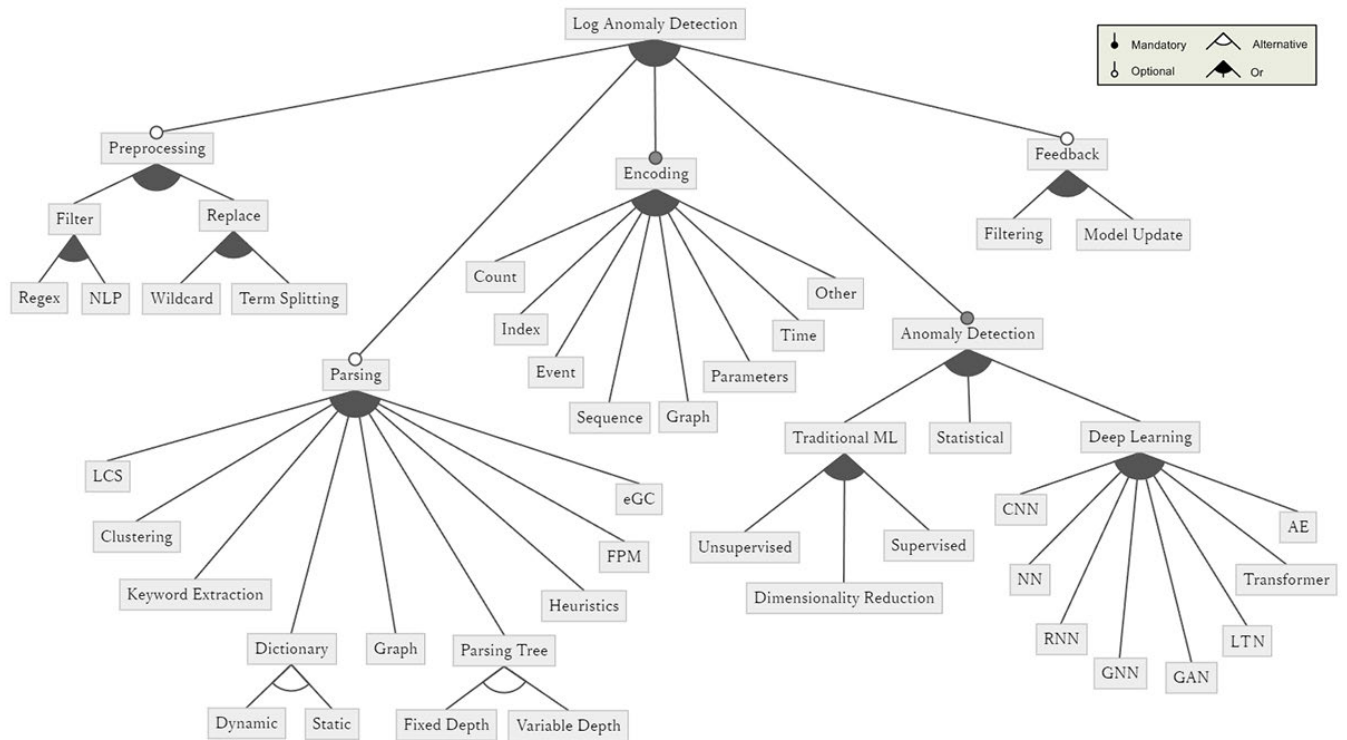 Log Anomaly Detection
Mandatory
Alternative
Optional
Or
Preprocessing
Filter
Replace
Regex
NLP
Wildcard
Term Splitting
Parsing
LCS
Clustering
Keyword Extraction
Dictionary
Dynamic
Static
Graph
Parsing Tree
Fixed Depth
Variable Depth
Heuristics
FPM
eGC
Encoding
Count
Index
Event
Sequence
Graph
Parameters
Time
Other
Anomaly Detection
Traditional ML
Statistical
Deep Learning
Unsupervised
Dimensionality Reduction
Supervised
CNN
NN
RNN
GNN
GAN
LTN
Transformer
AE
Feedback
Filtering
Model Update